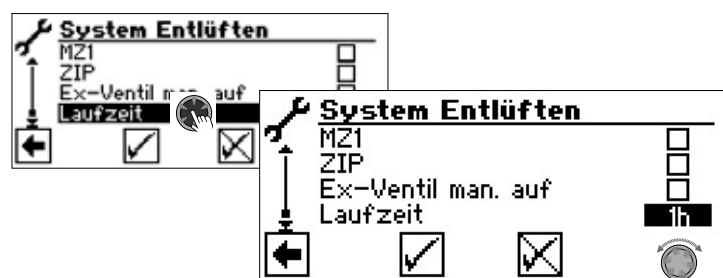 System Entlüften
MZ1
ZIP
Ex-Ventil man. auf
Laufzeit
System Entlüften
MZ1
ZIP
Ex-Ventil man. auf
Laufzeit 1h